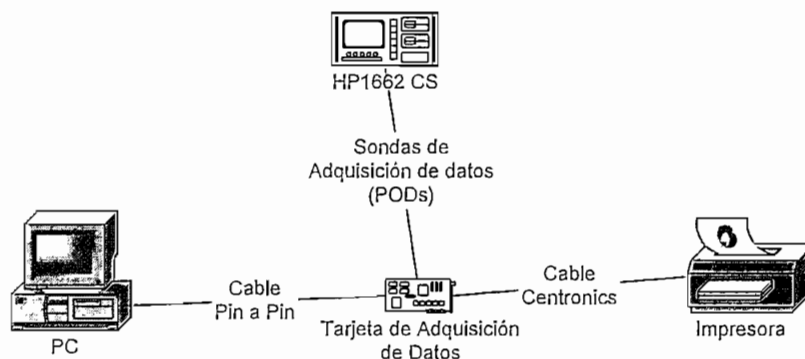 HP1662 CS
Sondas de
Adquisición de datos
(PODs)
Cable
Pin a Pin
Cable
Centronics
PC
Tarjeta de Adquisición
de Datos
Impresora